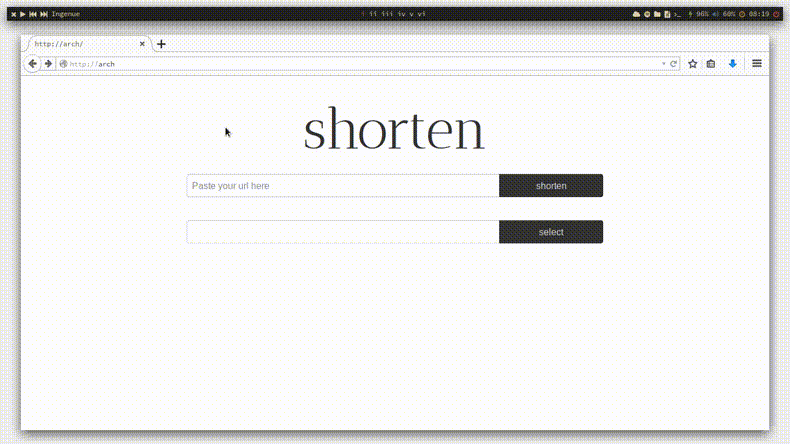 Ingenue
i ii iii iv v vi
96% 60% 08:19
http://arch/
http://arch
shorten
Paste your url here
shorten
select